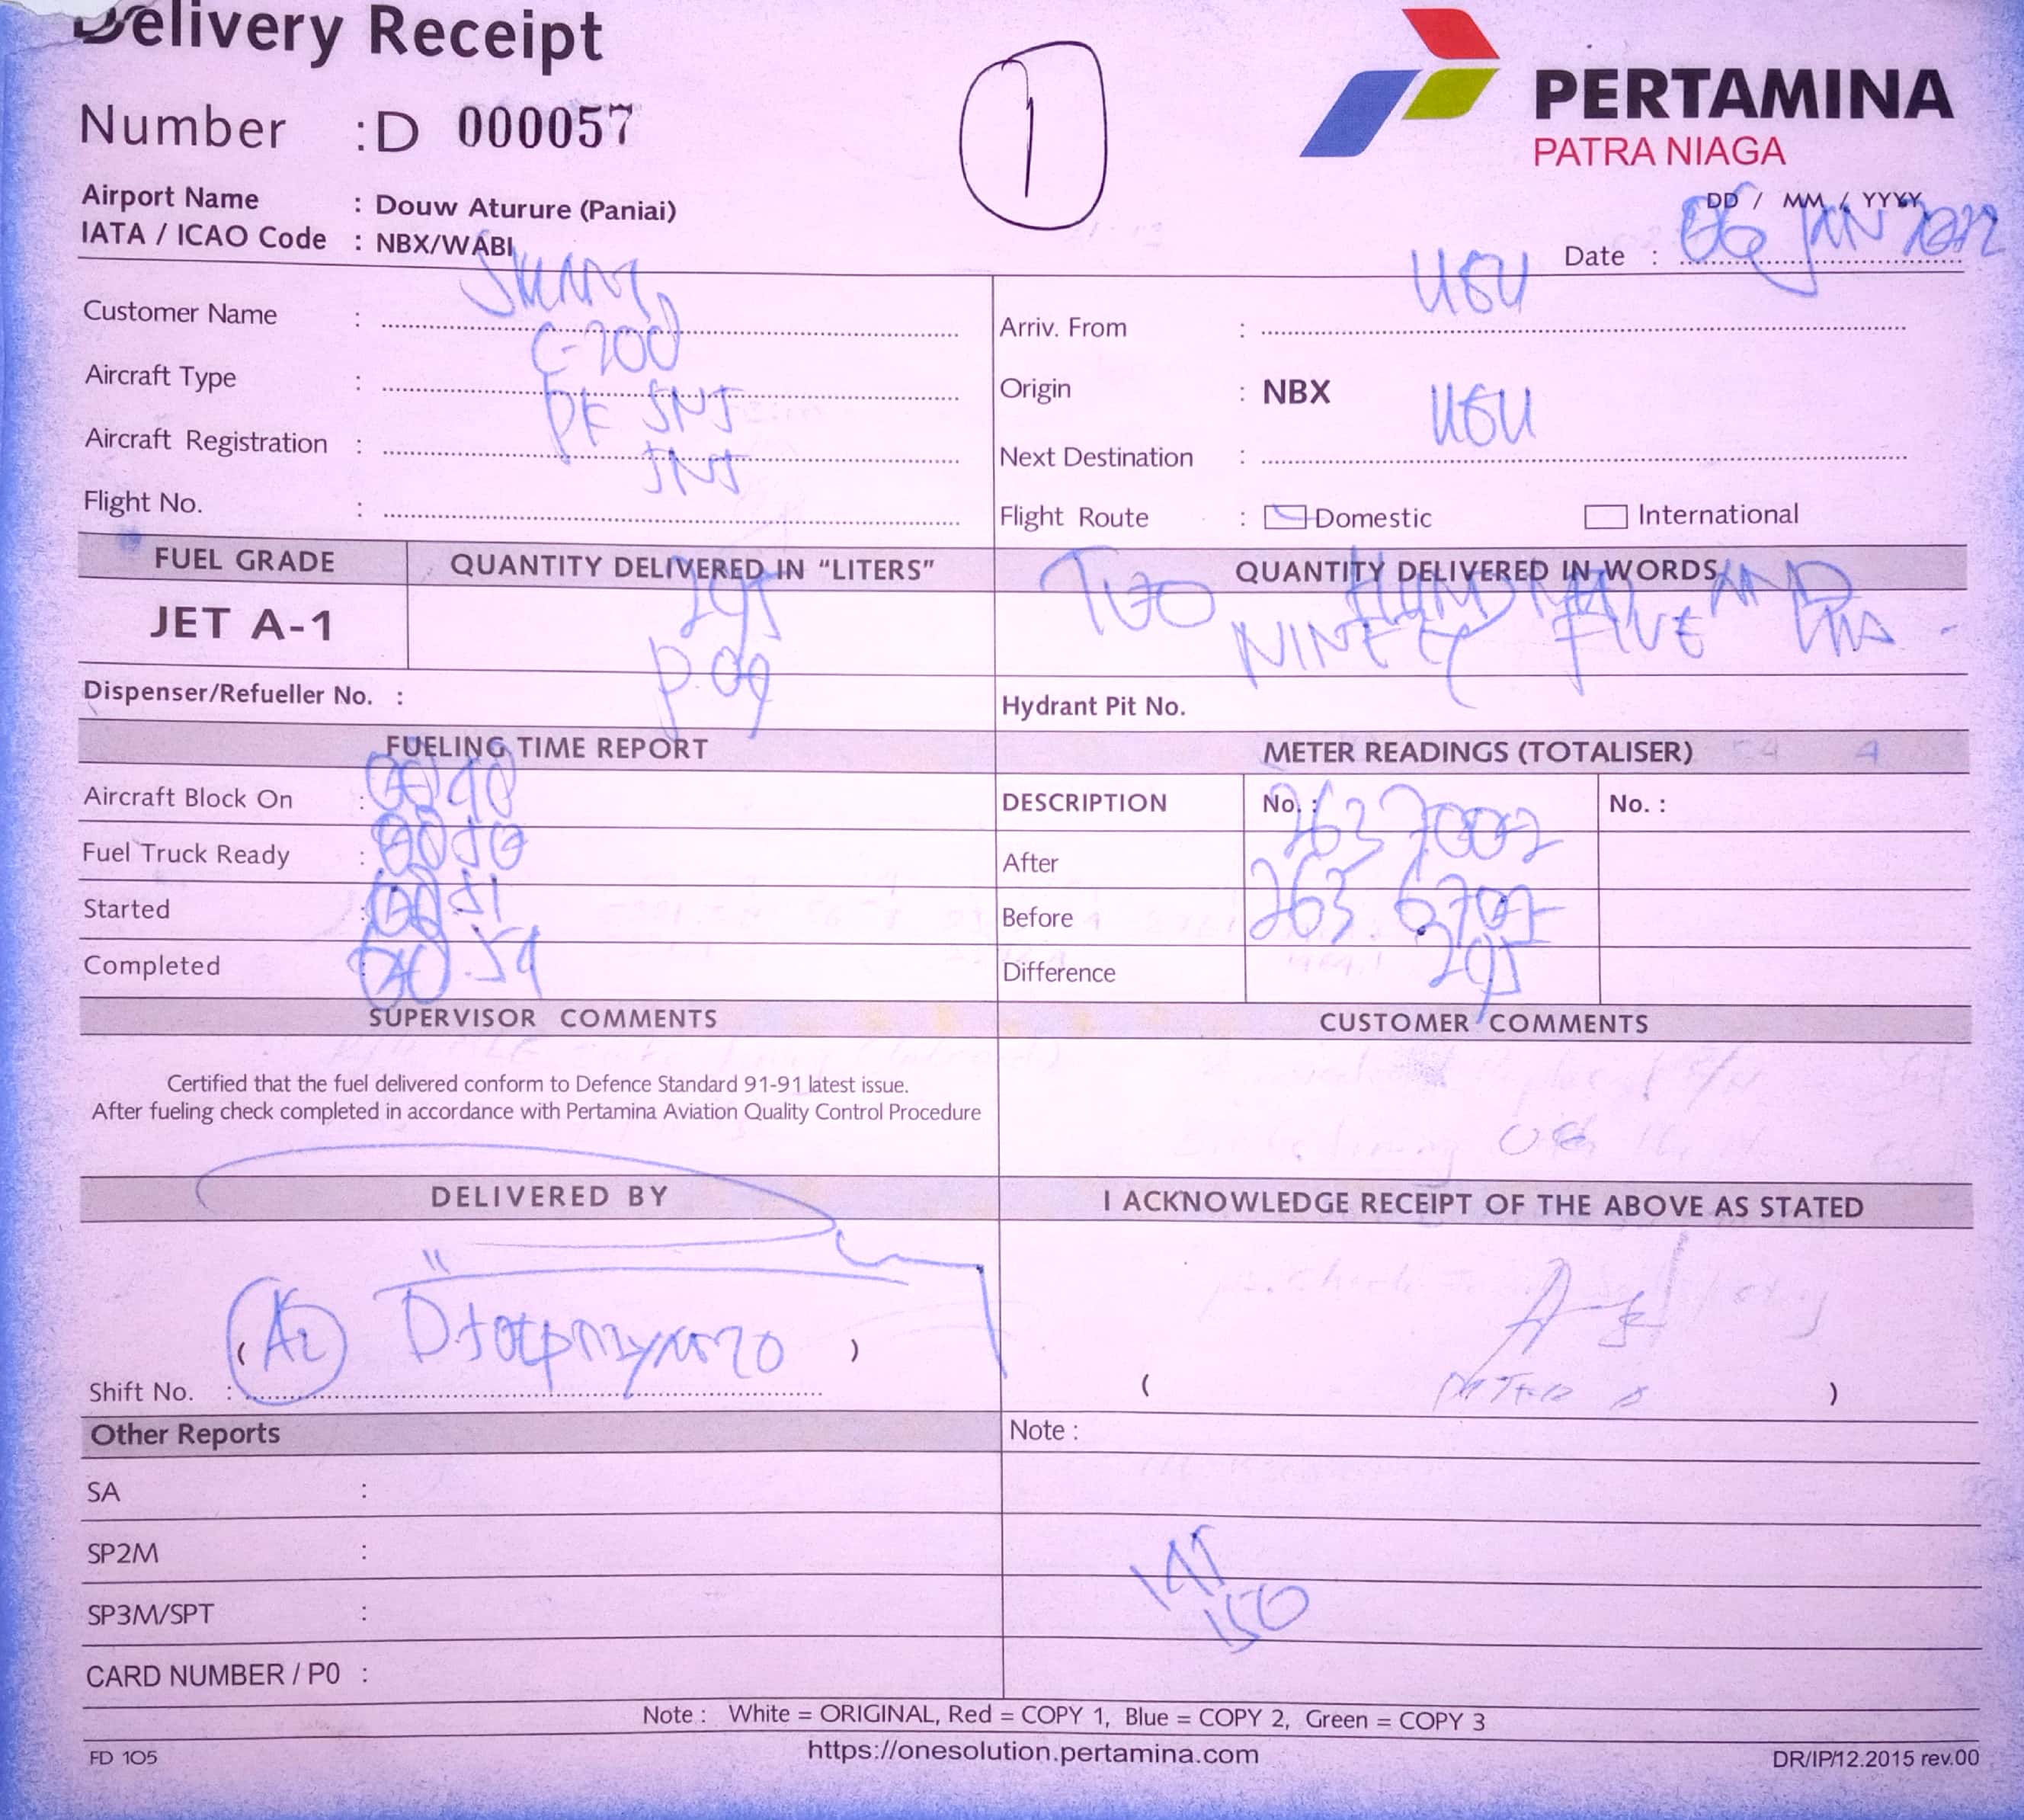 Delivery Receipt
1
PERTAMINA
PATRA NIAGA
Number : D 000057
Airport Name : Douw Aturure (Paniai)
IATA / ICAO Code : NBX/WABI
DD / MM / YYYY
Date : 06 JAN 2022
Customer Name :
Aircraft Type : C-200
Aircraft Registration : PK SNJ
Flight No. : SNJ
Arriv. From : UGU
Origin : NBX
Next Destination : UGU
Flight Route : Domestic International
FUEL GRADE QUANTITY DELIVERED IN "LITERS" QUANTITY DELIVERED IN WORDS
JET A-1 295 TWO AND
NINETY FIVE
Dispenser/Refueller No. : P.09
Hydrant Pit No.
FUELING TIME REPORT
Aircraft Block On :
Fuel Truck Ready :
Started :
Completed :
METER READINGS (TOTALISER)
DESCRIPTION No. : No. :
After
Before
Difference 295
SUPERVISOR COMMENTS
Certified that the fuel delivered conform to Defence Standard 91-91 latest issue.
After fueling check completed in accordance with Pertamina Aviation Quality Control Procedure
CUSTOMER COMMENTS
DELIVERED BY
( )
Shift No. :
I ACKNOWLEDGE RECEIPT OF THE ABOVE AS STATED
( )
Other Reports
SA :
SP2M :
SP3M/SPT :
CARD NUMBER / P0 :
Note :
150
Note : White = ORIGINAL, Red = COPY 1, Blue = COPY 2, Green = COPY 3
FD 105
https://onesolution.pertamina.com
DR/IP/12.2015 rev.00